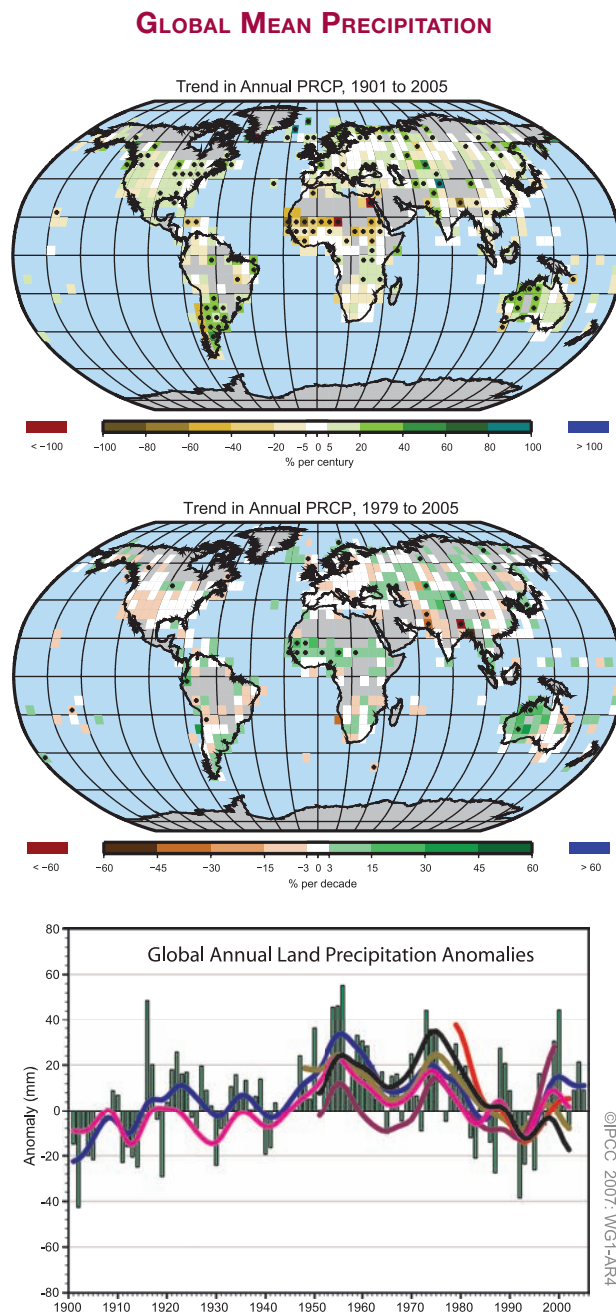 GLOBAL MEAN PRECIPITATION
Trend in Annual PRCP, 1901 to 2005
< −100
−100 −80 −60 −40 −20 −5 0 5 20 40 60 80 100
> 100
% per century
Trend in Annual PRCP, 1979 to 2005
< −60
−60 −45 −30 −15 −3 0 3 15 30 45 60
> 60
% per decade
Global Annual Land Precipitation Anomalies
Anomaly (mm)
80
60
40
20
0
-20
-40
-60
-80
1900 1910 1920 1930 1940 1950 1960 1970 1980 1990 2000
©IPCC 2007: WG1-AR4